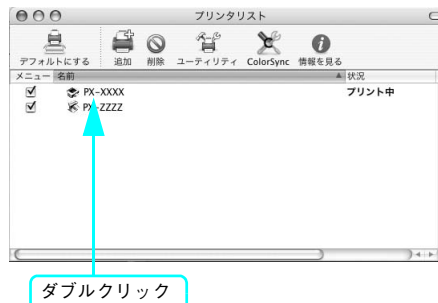 プリンタリスト
デフォルトにする 追加 削除 ユーティリティ ColorSync 情報を見る
メニュー 名前 状況
PX-XXXX プリント中
PX-ZZZZ
ダブルクリック